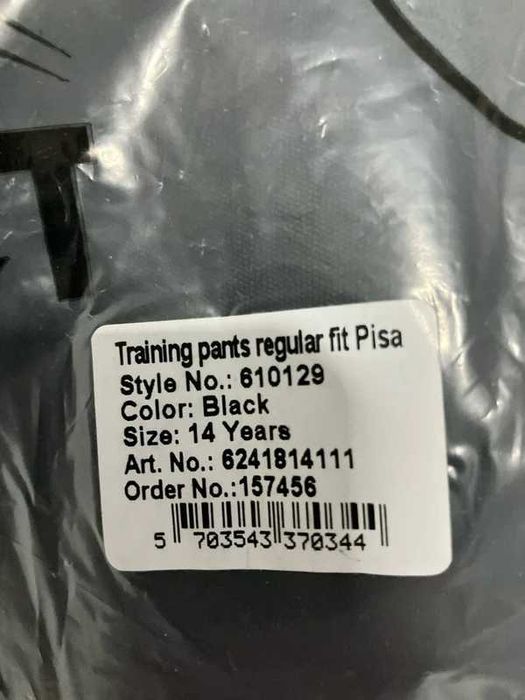 T
Training pants regular fit Pisa
Style No.: 610129
Color: Black
Size: 14 Years
Art. No.: 6241814111
Order No.:157456
5 703543 370344